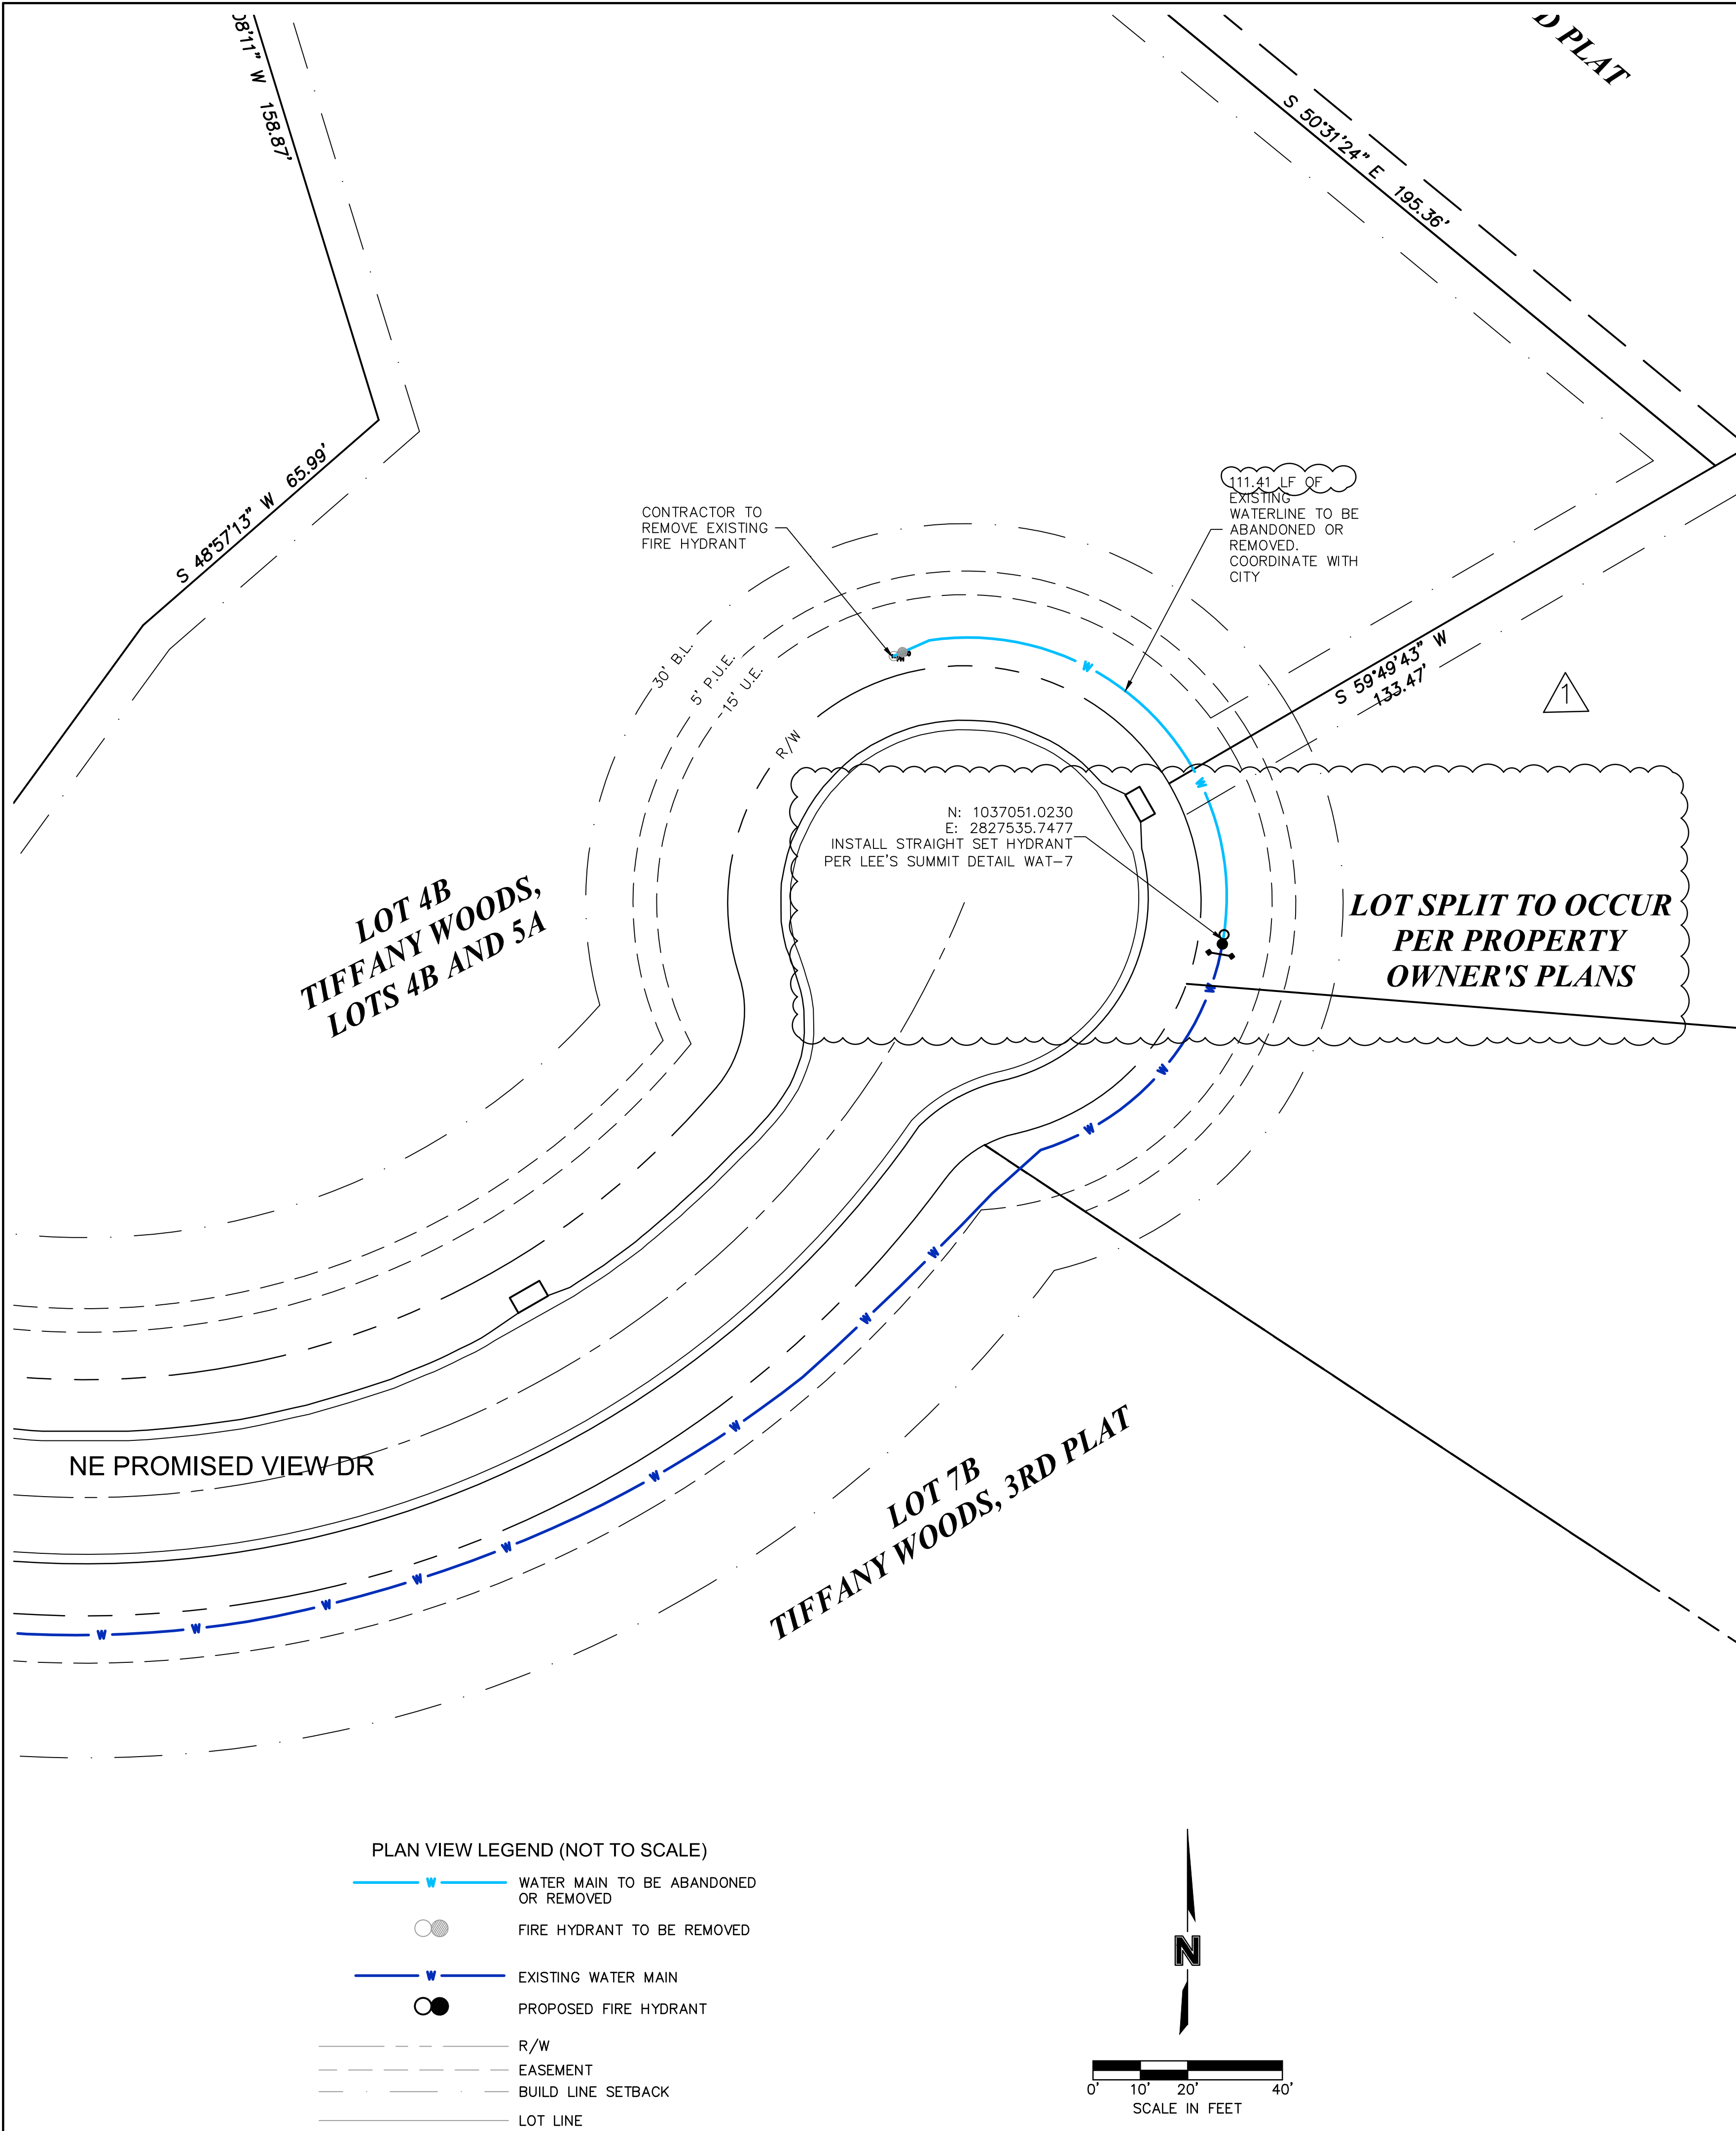 D PLAT
08'11" W 158.87'
S 50°31'24" E 195.36'
S 48°57'13" W 65.99'
CONTRACTOR TO
REMOVE EXISTING
FIRE HYDRANT
111.41 LF OF
EXISTING
WATERLINE TO BE
ABANDONED OR
REMOVED.
COORDINATE WITH
CITY
30' B.L.
5' P.U.E.
15' U.E.
R/W
W
S 59°49'43" W
133.47'
1
W
N: 1037051.0230
E: 2827535.7477
INSTALL STRAIGHT SET HYDRANT
PER LEE'S SUMMIT DETAIL WAT-7
LOT 4B
TIFFANY WOODS,
LOTS 4B AND 5A
LOT SPLIT TO OCCUR
PER PROPERTY
OWNER'S PLANS
W
W
W
W
W
W
W
W
W
W
W
W
NE PROMISED VIEW DR
LOT 7B
TIFFANY WOODS, 3RD PLAT
PLAN VIEW LEGEND (NOT TO SCALE)
W WATER MAIN TO BE ABANDONED
OR REMOVED
FIRE HYDRANT TO BE REMOVED
W EXISTING WATER MAIN
PROPOSED FIRE HYDRANT
R/W
EASEMENT
BUILD LINE SETBACK
LOT LINE
N
0' 10' 20' 40'
SCALE IN FEET